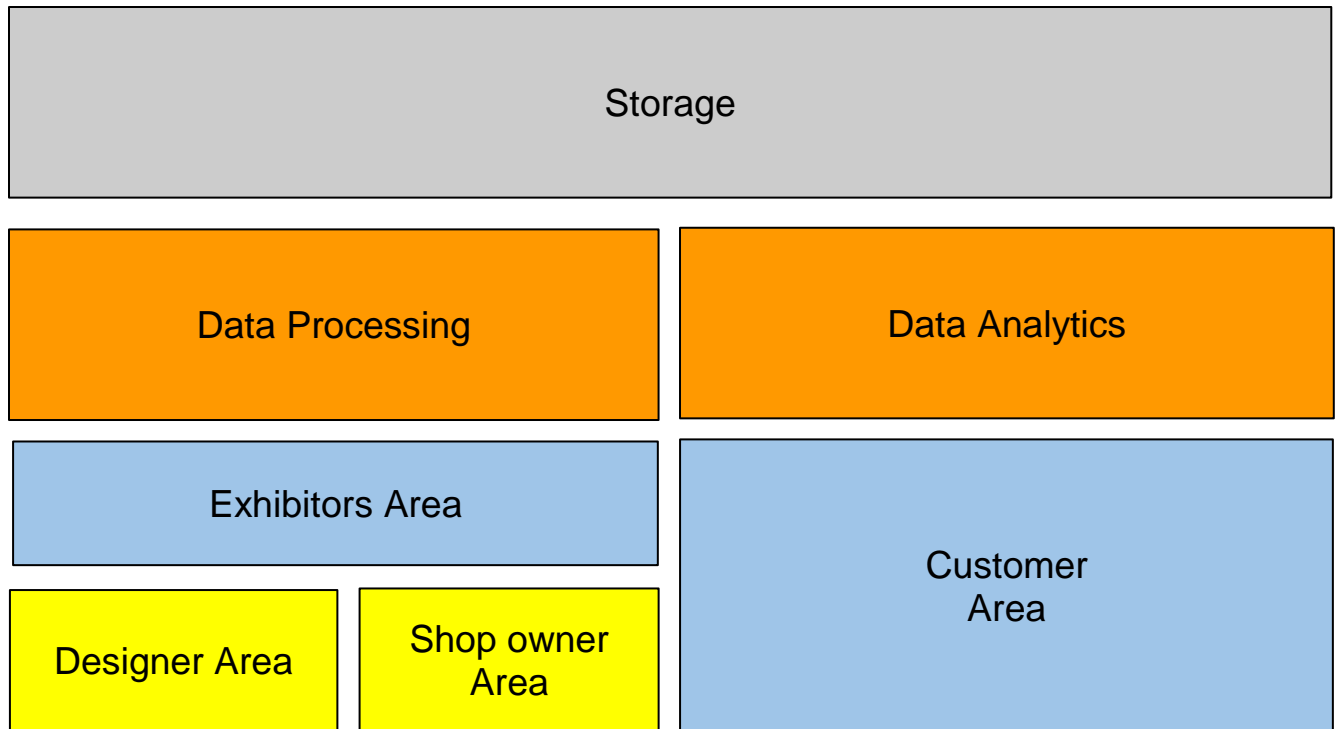 Storage
Data Processing
Data Analytics
Exhibitors Area
Customer
Area
Designer Area
Shop owner
Area